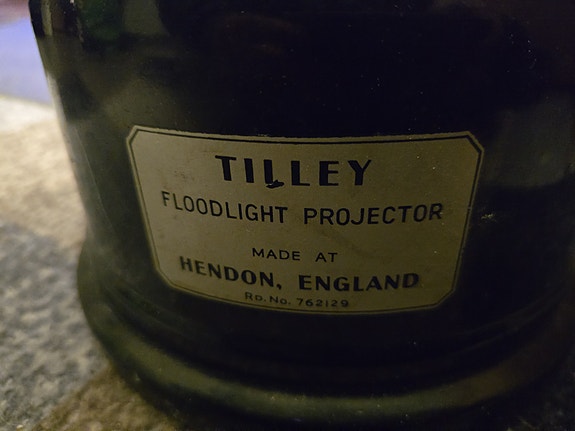 TILLEY
FLOODLIGHT PROJECTOR
MADE AT
HENDON, ENGLAND
RD. NO. 762129